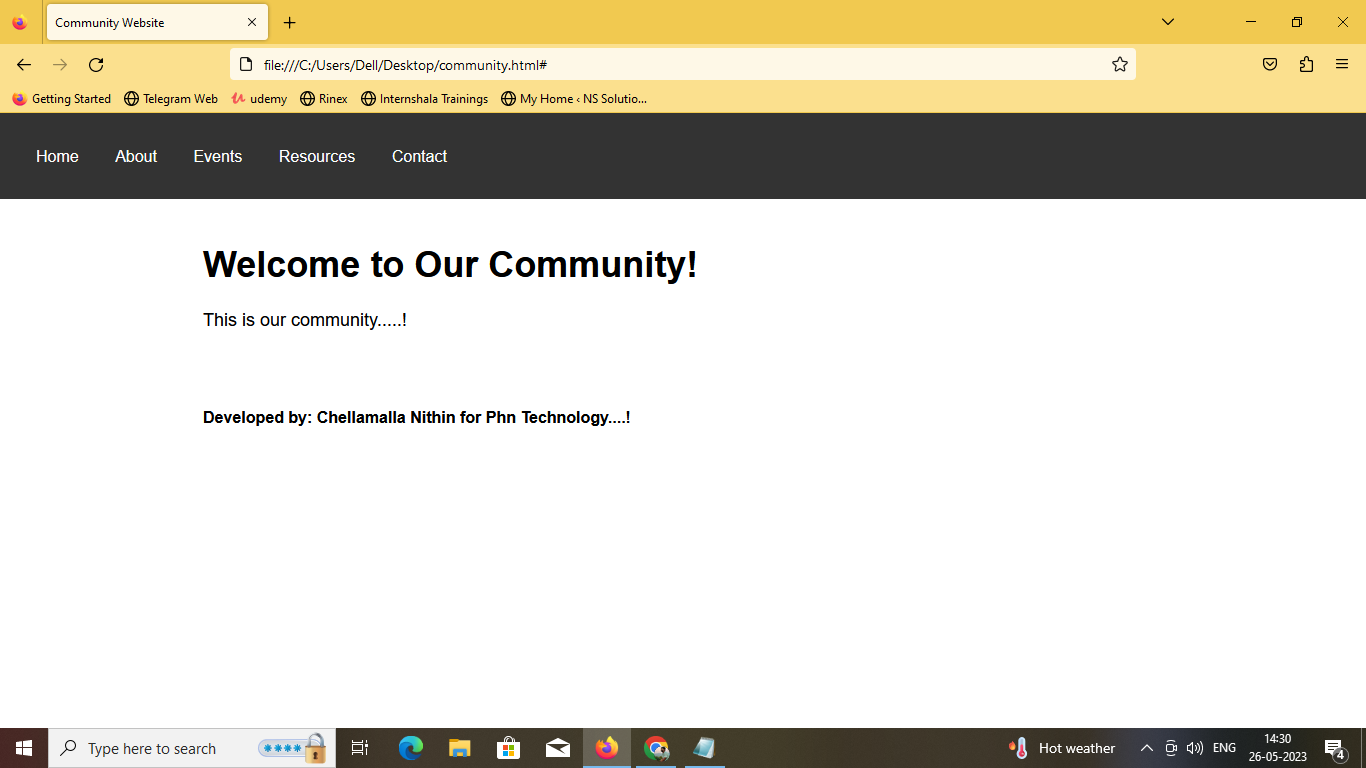 Community Website
file:///C:/Users/Dell/Desktop/community.html#
Getting Started Telegram Web udemy Rinex Internshala Trainings My Home ‹ NS Solutio...
Home About Events Resources Contact
Welcome to Our Community!
This is our community.....!
Developed by: Chellamalla Nithin for Phn Technology....!
Type here to search
Hot weather
ENG
14:30
26-05-2023
4